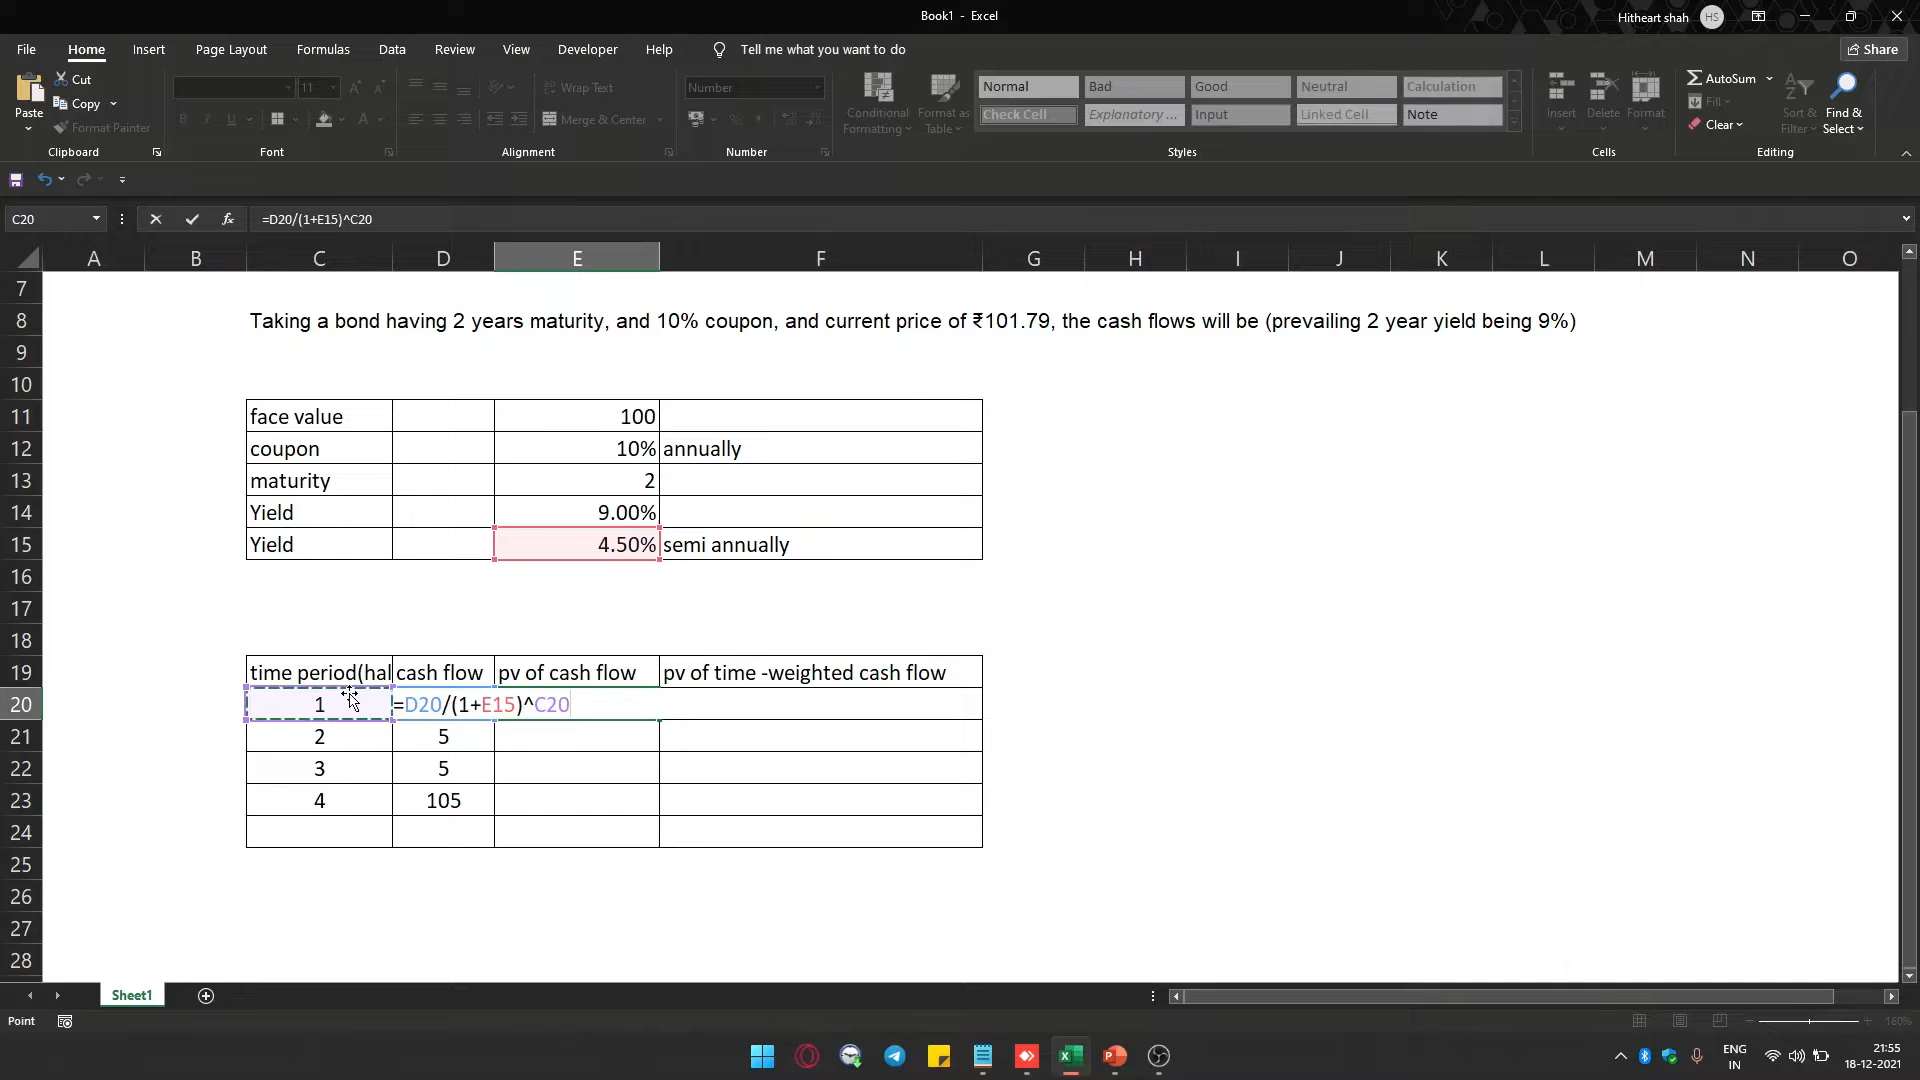 Book1 - Excel
Hitheart shah
HS
File Home Insert Page Layout Formulas Data Review View Developer Help Tell me what you want to do
Share
Paste
Cut
Copy
Format Painter
Clipboard
11
Font
Wrap Text
Merge & Center
Alignment
Number
Number
Conditional Formatting
Format as Table
Normal Bad Good Neutral Calculation
Check Cell Explanatory ... Input Linked Cell Note
Styles
Insert Delete Format
Cells
AutoSum
Fill
Clear
Sort & Filter
Find & Select
Editing
C20 fx =D20/(1+E15)^C20
A B C D E F G H I J K L M N O
7
8 Taking a bond having 2 years maturity, and 10% coupon, and current price of ₹101.79, the cash flows will be (prevailing 2 year yield being 9%)
9
10
11 face value 100
12 coupon 10% annually
13 maturity 2
14 Yield 9.00%
15 Yield 4.50% semi annually
16
17
18
19 time period(hal cash flow pv of cash flow pv of time -weighted cash flow
20 1 =D20/(1+E15)^C20
21 2 5
22 3 5
23 4 105
24
25
26
27
28
Sheet1
Point
160%
ENG
IN
21:55
18-12-2021